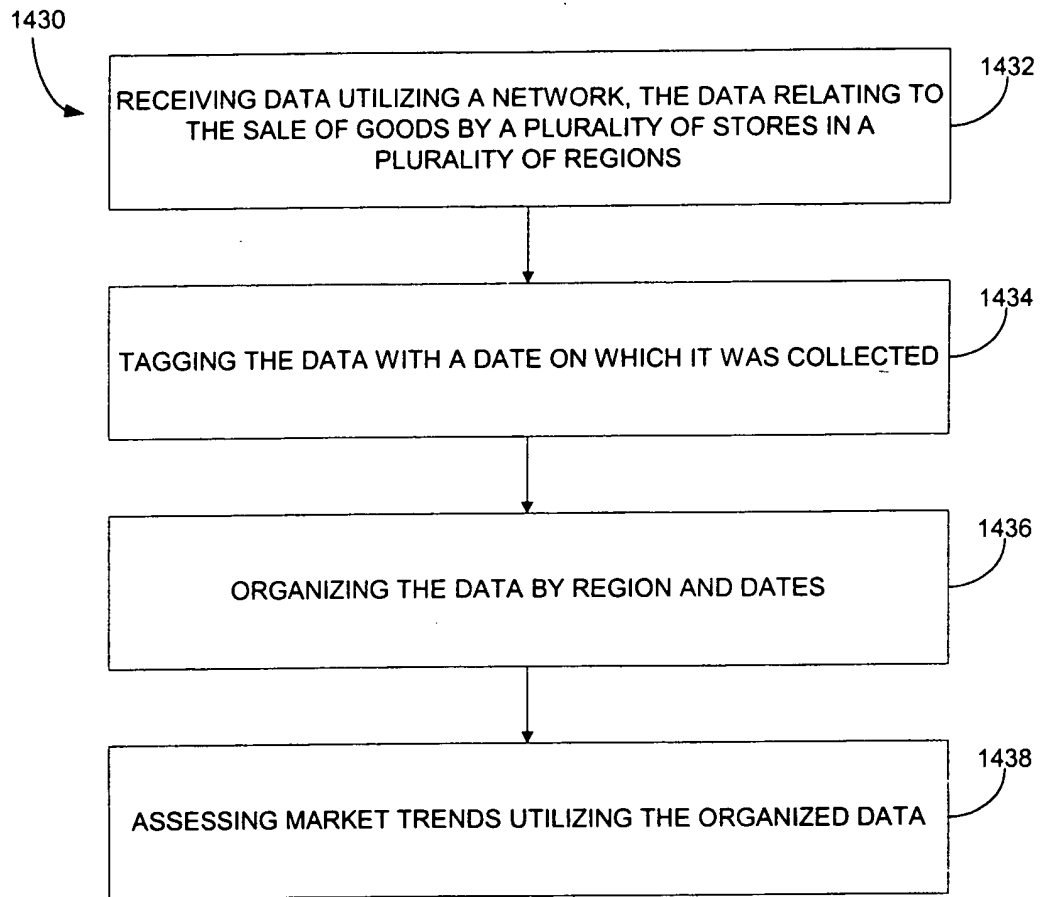 1430
1432
RECEIVING DATA UTILIZING A NETWORK, THE DATA RELATING TO
THE SALE OF GOODS BY A PLURALITY OF STORES IN A
PLURALITY OF REGIONS
1434
TAGGING THE DATA WITH A DATE ON WHICH IT WAS COLLECTED
1436
ORGANIZING THE DATA BY REGION AND DATES
1438
ASSESSING MARKET TRENDS UTILIZING THE ORGANIZED DATA